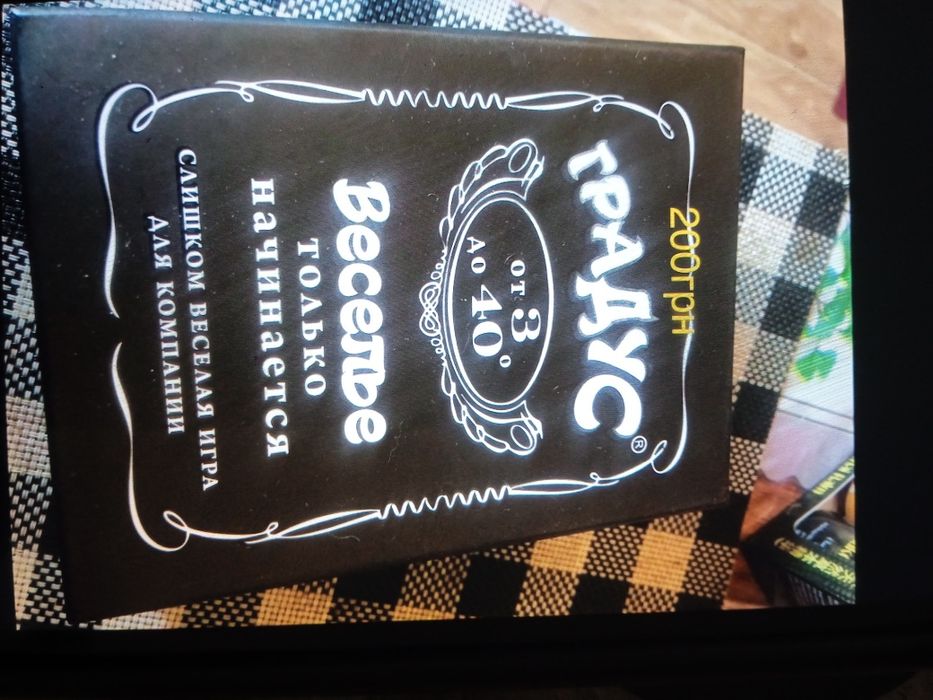 200грн
ГРАДУС®
от 3
до 40°
Веселье
только
начинается
слишком веселая игра
для компании